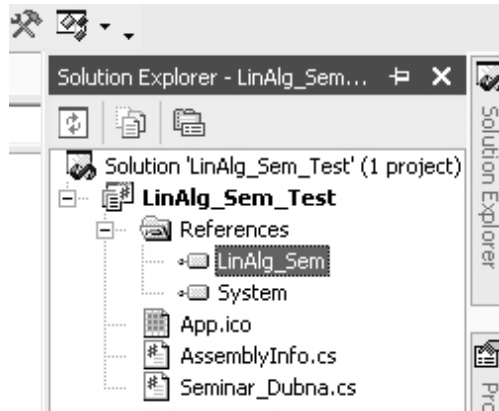 Solution Explorer - LinAlg_Sem...
Solution 'LinAlg_Sem_Test' (1 project)
LinAlg_Sem_Test
References
LinAlg_Sem
System
App.ico
AssemblyInfo.cs
Seminar_Dubna.cs
Solution Explorer